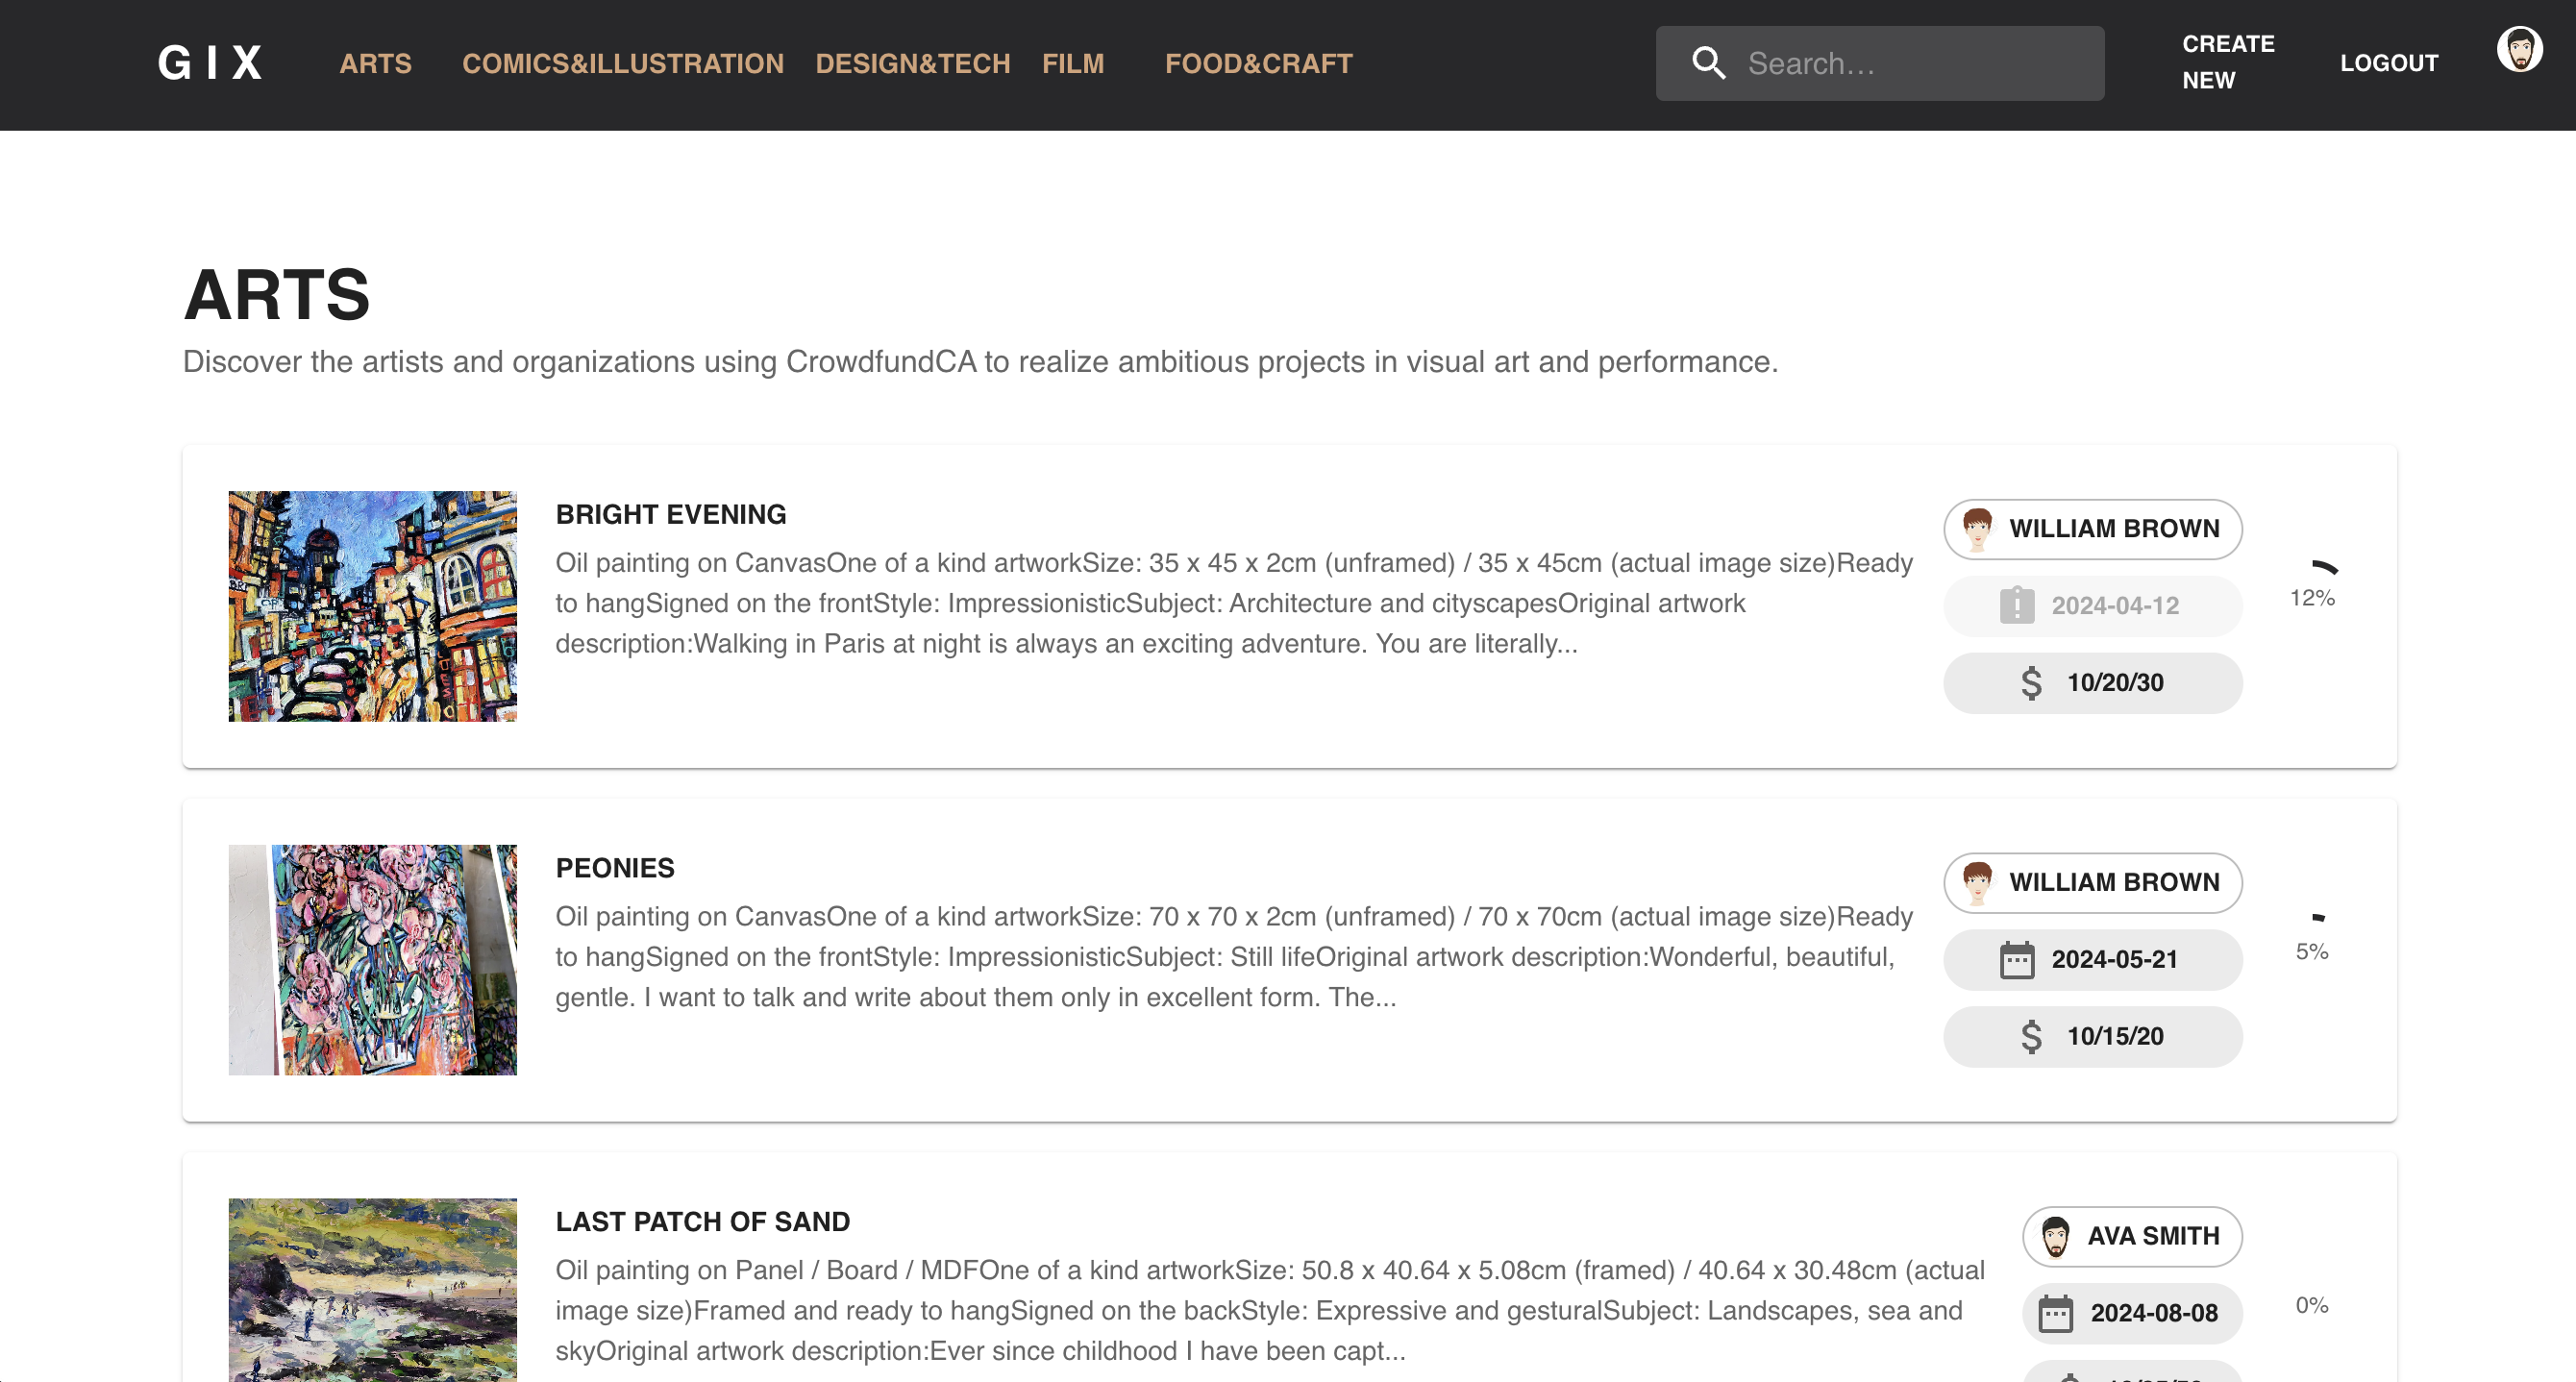 GIX ARTS COMICS&ILLUSTRATION DESIGN&TECH FILM FOOD&CRAFT Search... CREATE NEW LOGOUT
ARTS
Discover the artists and organizations using CrowdfundCA to realize ambitious projects in visual art and performance.
BRIGHT EVENING
Oil painting on CanvasOne of a kind artworkSize: 35 x 45 x 2cm (unframed) / 35 x 45cm (actual image size)Ready
to hangSigned on the frontStyle: ImpressionisticSubject: Architecture and cityscapesOriginal artwork
description:Walking in Paris at night is always an exciting adventure. You are literally...
WILLIAM BROWN
2024-04-12
$ 10/20/30
12%
PEONIES
Oil painting on CanvasOne of a kind artworkSize: 70 x 70 x 2cm (unframed) / 70 x 70cm (actual image size)Ready
to hangSigned on the frontStyle: ImpressionisticSubject: Still lifeOriginal artwork description:Wonderful, beautiful,
gentle. I want to talk and write about them only in excellent form. The...
WILLIAM BROWN
2024-05-21
$ 10/15/20
5%
LAST PATCH OF SAND
Oil painting on Panel / Board / MDFOne of a kind artworkSize: 50.8 x 40.64 x 5.08cm (framed) / 40.64 x 30.48cm (actual
image size)Framed and ready to hangSigned on the backStyle: Expressive and gesturalSubject: Landscapes, sea and
skyOriginal artwork description:Ever since childhood I have been capt...
AVA SMITH
2024-08-08
0%